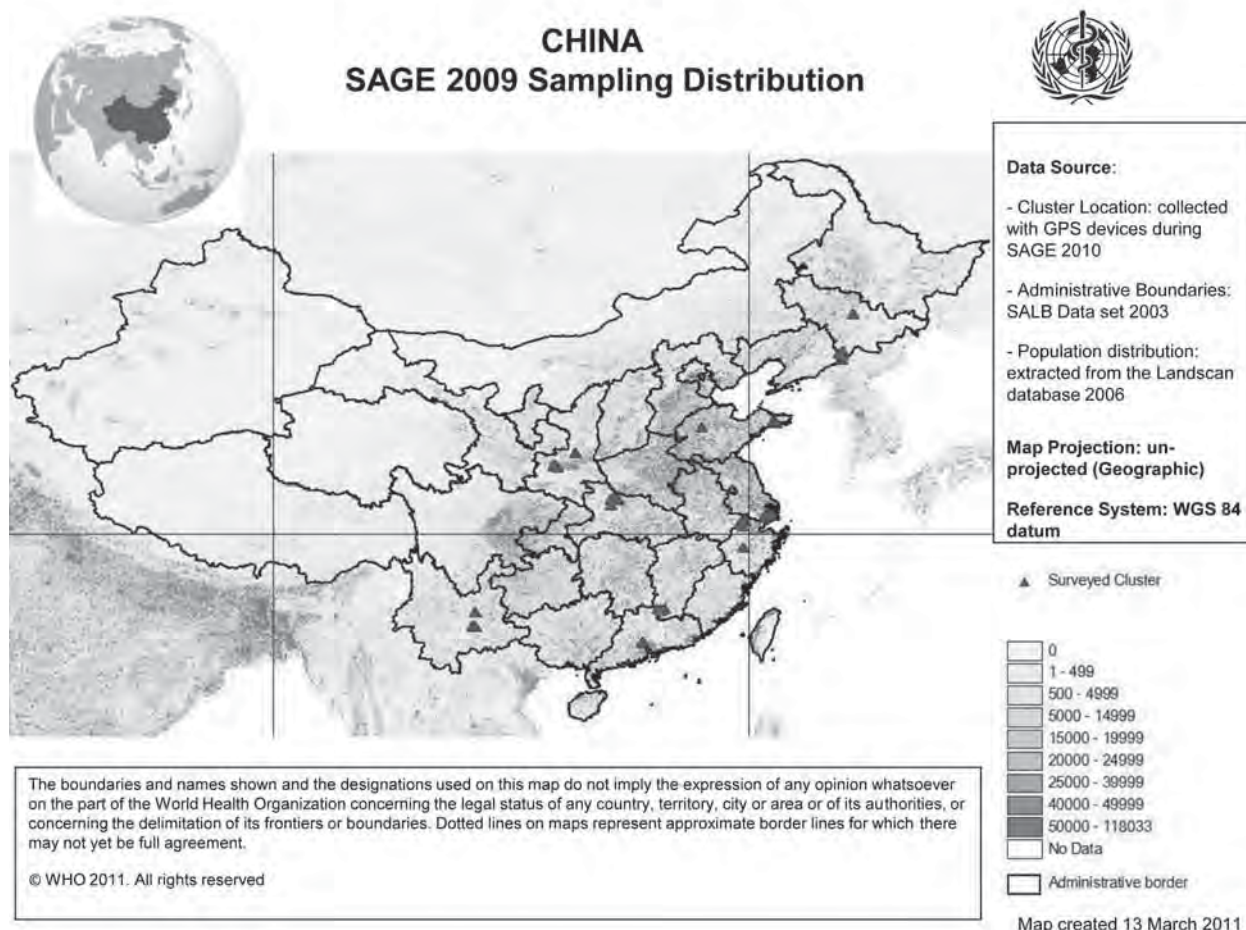 CHINA
SAGE 2009 Sampling Distribution
Data Source:
- Cluster Location: collected
with GPS devices during
SAGE 2010
- Administrative Boundaries:
SALB Data set 2003
- Population distribution:
extracted from the Landscan
database 2006
Map Projection: un-
projected (Geographic)
Reference System: WGS 84
datum
Surveyed Cluster
0
1 - 499
500 - 4999
5000 - 14999
15000 - 19999
20000 - 24999
25000 - 39999
40000 - 49999
50000 - 118033
No Data
Administrative border
Map created 13 March 2011
The boundaries and names shown and the designations used on this map do not imply the expression of any opinion whatsoever
on the part of the World Health Organization concerning the legal status of any country, territory, city or area or of its authorities, or
concerning the delimitation of its frontiers or boundaries. Dotted lines on maps represent approximate border lines for which there
may not yet be full agreement.
© WHO 2011. All rights reserved